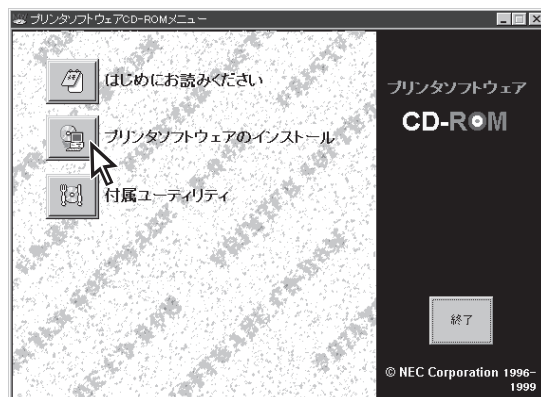 プリンタソフトウェアCD-ROMメニュー
はじめにお読みください
プリンタソフトウェアのインストール
付属ユーティリティ
プリンタソフトウェア
CD-ROM
終了
© NEC Corporation 1996-
1999